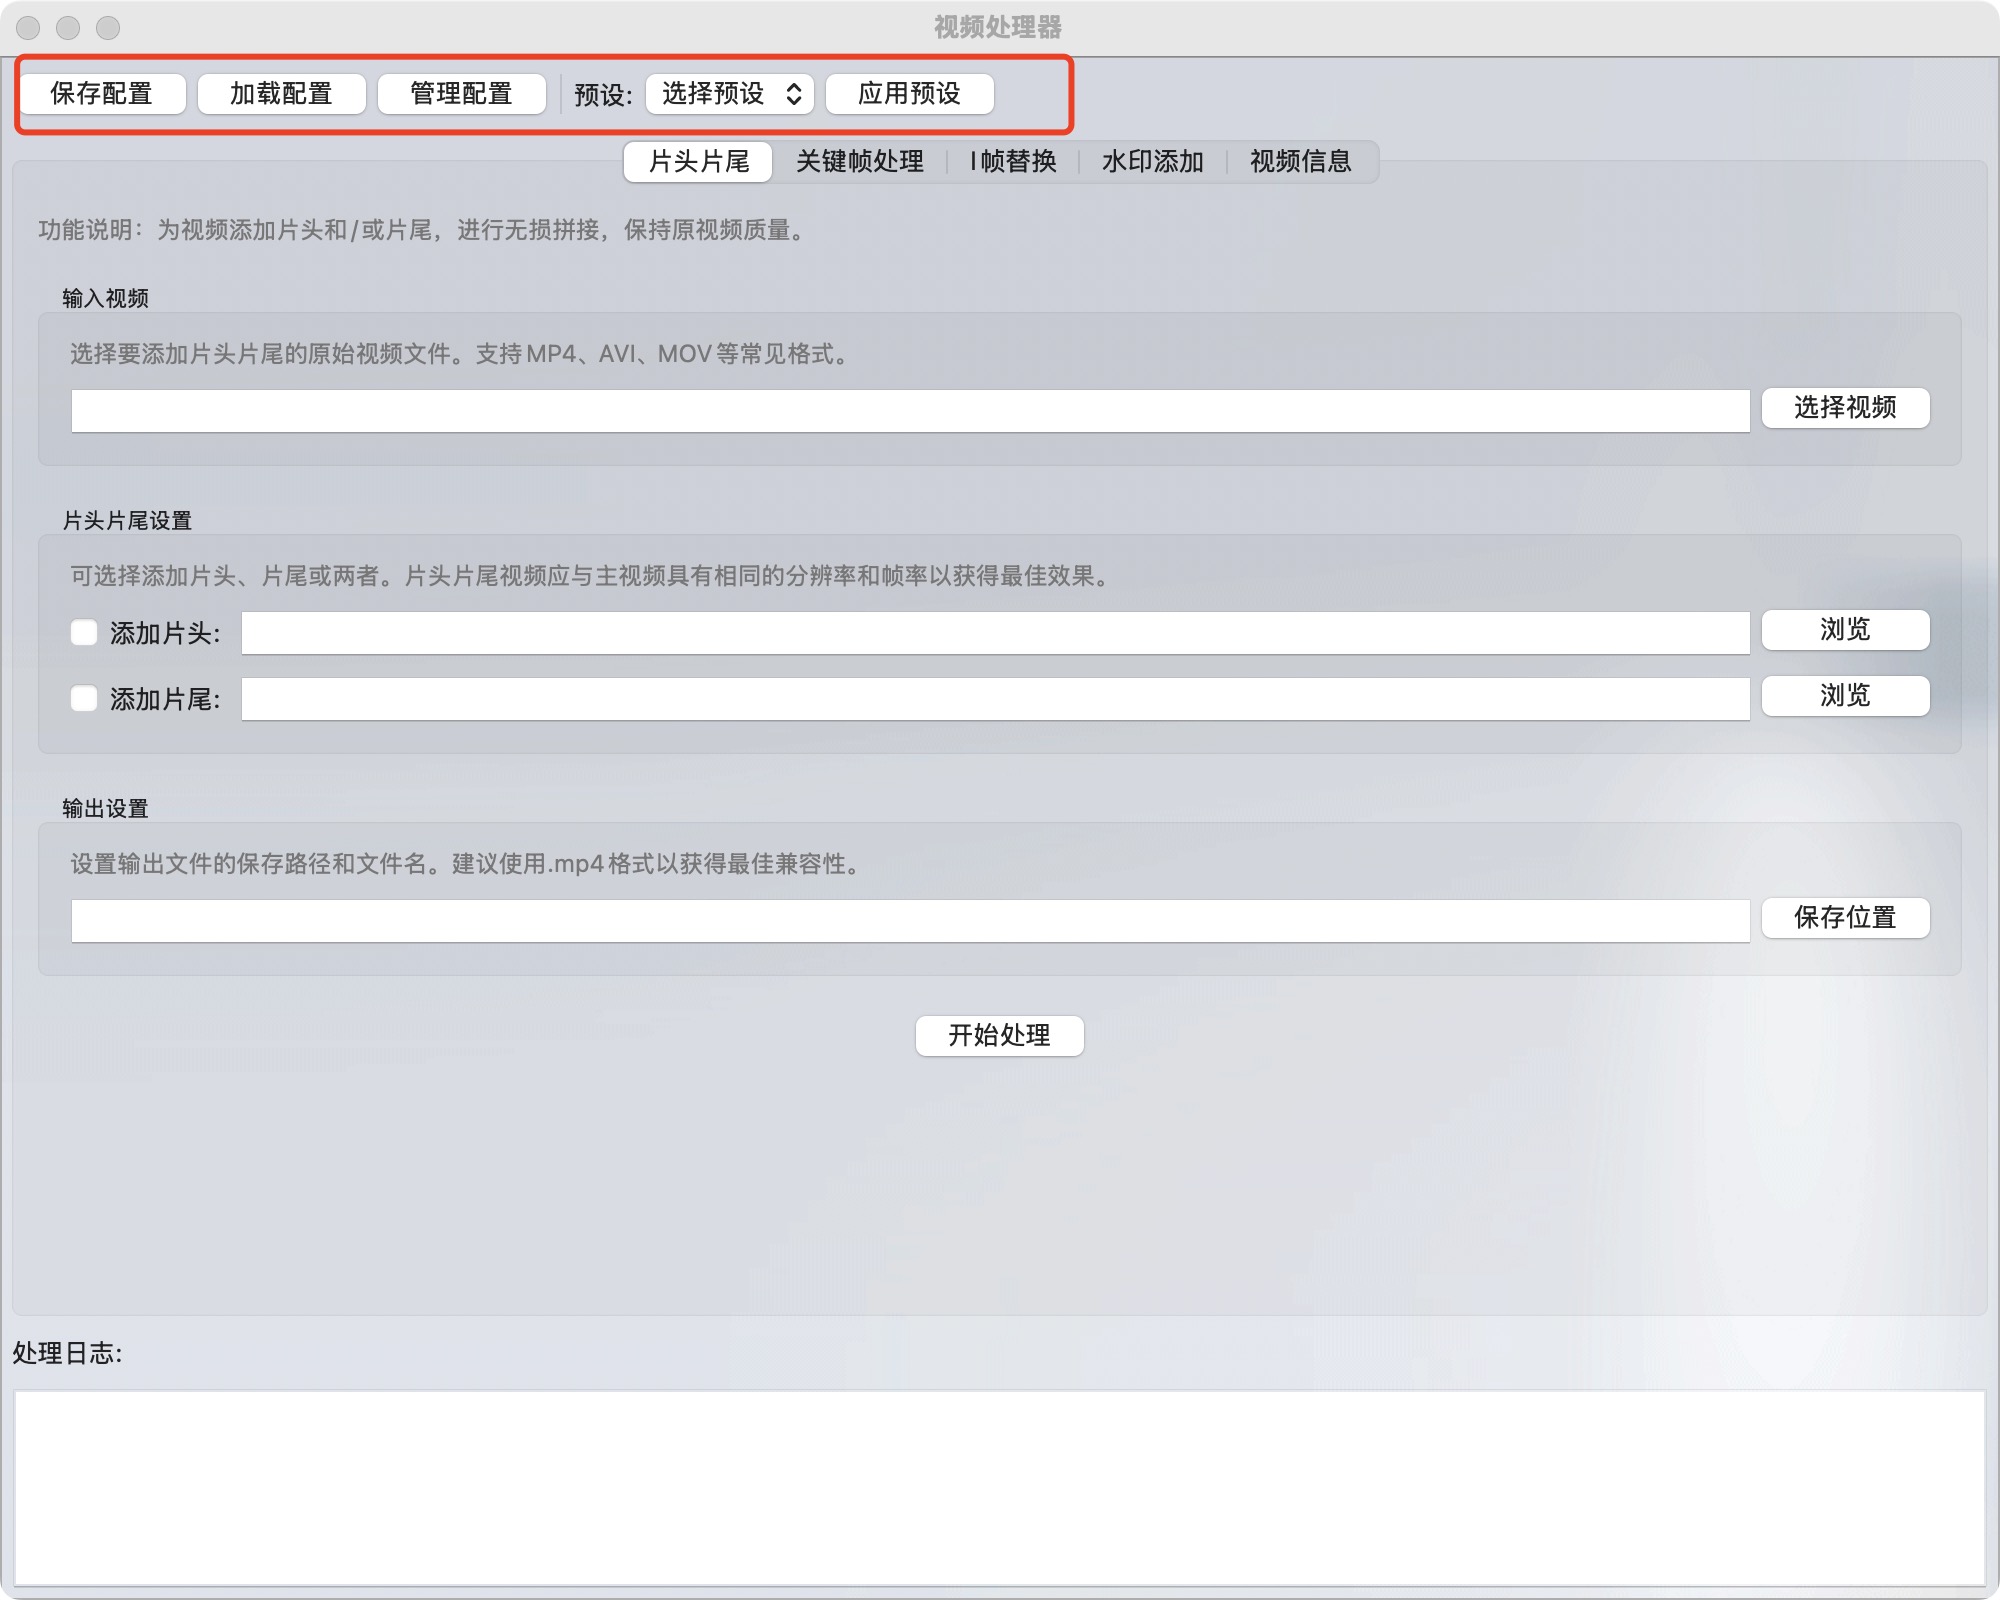 视频处理器
保存配置 加载配置 管理配置 预设: 选择预设 应用预设
片头片尾 关键帧处理 I帧替换 水印添加 视频信息
功能说明：为视频添加片头和/或片尾，进行无损拼接，保持原视频质量。
输入视频
选择要添加片头片尾的原始视频文件。支持MP4、AVI、MOV等常见格式。
选择视频
片头片尾设置
可选择添加片头、片尾或两者。片头片尾视频应与主视频具有相同的分辨率和帧率以获得最佳效果。
添加片头: 浏览
添加片尾: 浏览
输出设置
设置输出文件的保存路径和文件名。建议使用.mp4格式以获得最佳兼容性。
保存位置
开始处理
处理日志: